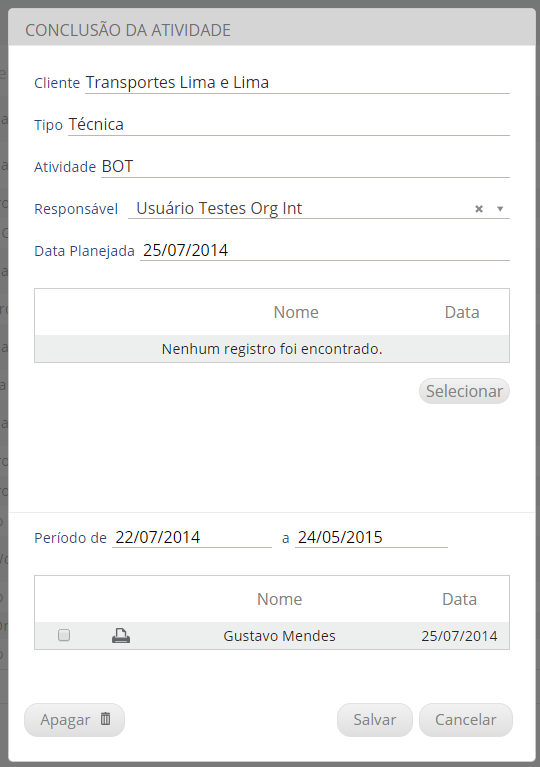 CONCLUSÃO DA ATIVIDADE
Cliente Transportes Lima e Lima
Tipo Técnica
Atividade BOT
Responsável Usuário Testes Org Int
Data Planejada 25/07/2014
Nome Data
Nenhum registro foi encontrado.
Selecionar
Período de 22/07/2014 a 24/05/2015
Nome Data
Gustavo Mendes 25/07/2014
Apagar Salvar Cancelar